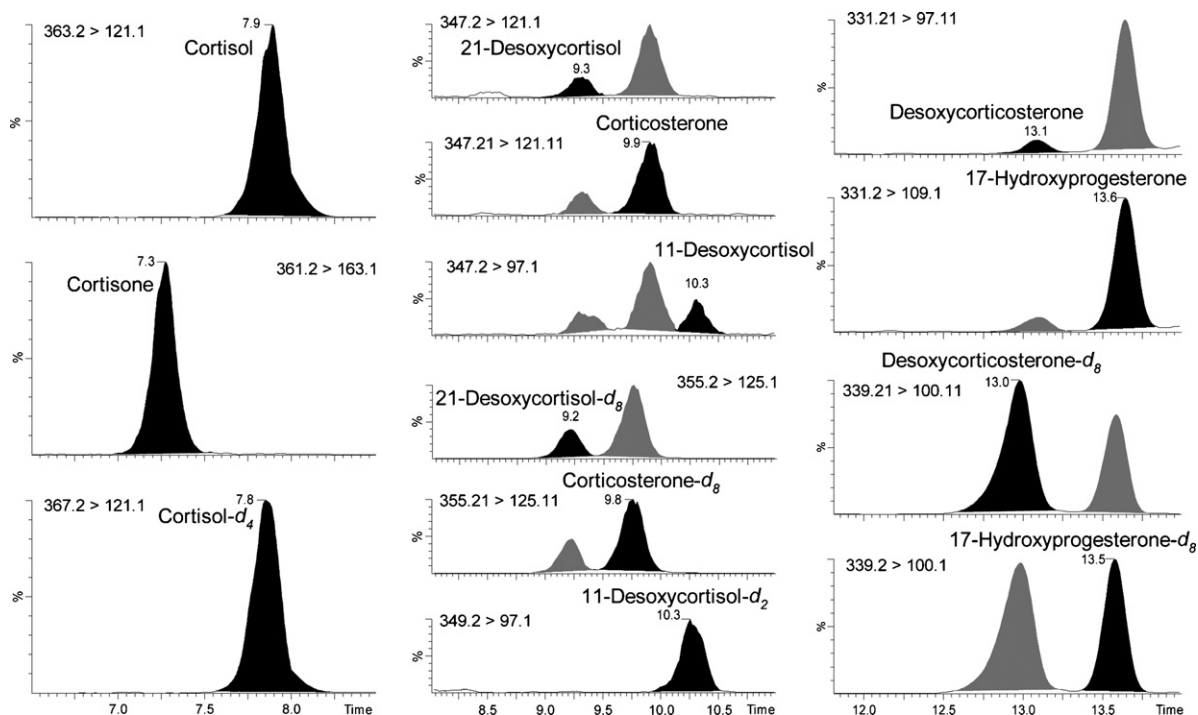 363.2 > 121.1
7.9
Cortisol
%
7.3
361.2 > 163.1
Cortisone
%
367.2 > 121.1
7.8
Cortisol-d4
%
7.0 7.5 8.0 Time
347.2 > 121.1
21-Desoxycortisol
9.3
%
Corticosterone
347.21 > 121.11
9.9
%
11-Desoxycortisol
347.2 > 97.1
10.3
%
355.2 > 125.1
21-Desoxycortisol-d8
9.2
%
Corticosterone-d8
355.21 > 125.11
9.8
%
11-Desoxycortisol-d2
349.2 > 97.1
10.3
%
8.5 9.0 9.5 10.0 10.5 Time
331.21 > 97.11
%
Desoxycorticosterone
13.1
17-Hydroxyprogesterone
331.2 > 109.1
13.6
%
Desoxycorticosterone-d8
339.21 > 100.11
13.0
%
17-Hydroxyprogesterone-d8
339.2 > 100.1
13.5
%
12.0 12.5 13.0 13.5 Time